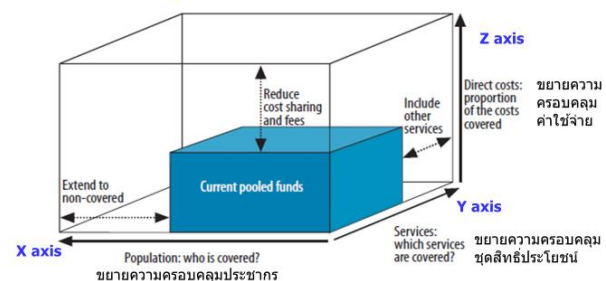 Z axis
Reduce
cost sharing
and fees
Include
other
services
Direct costs:
proportion
of the costs
covered
ขยายความ
ครอบคลุม
ค่าใช้จ่าย
Extend to
non-covered
Current pooled funds
Y axis
X axis
Population: who is covered?
ขยายความครอบคลุมประชากร
Services:
which services
are covered?
ขยายความครอบคลุม
ชุดสิทธิ์ประโยชน์